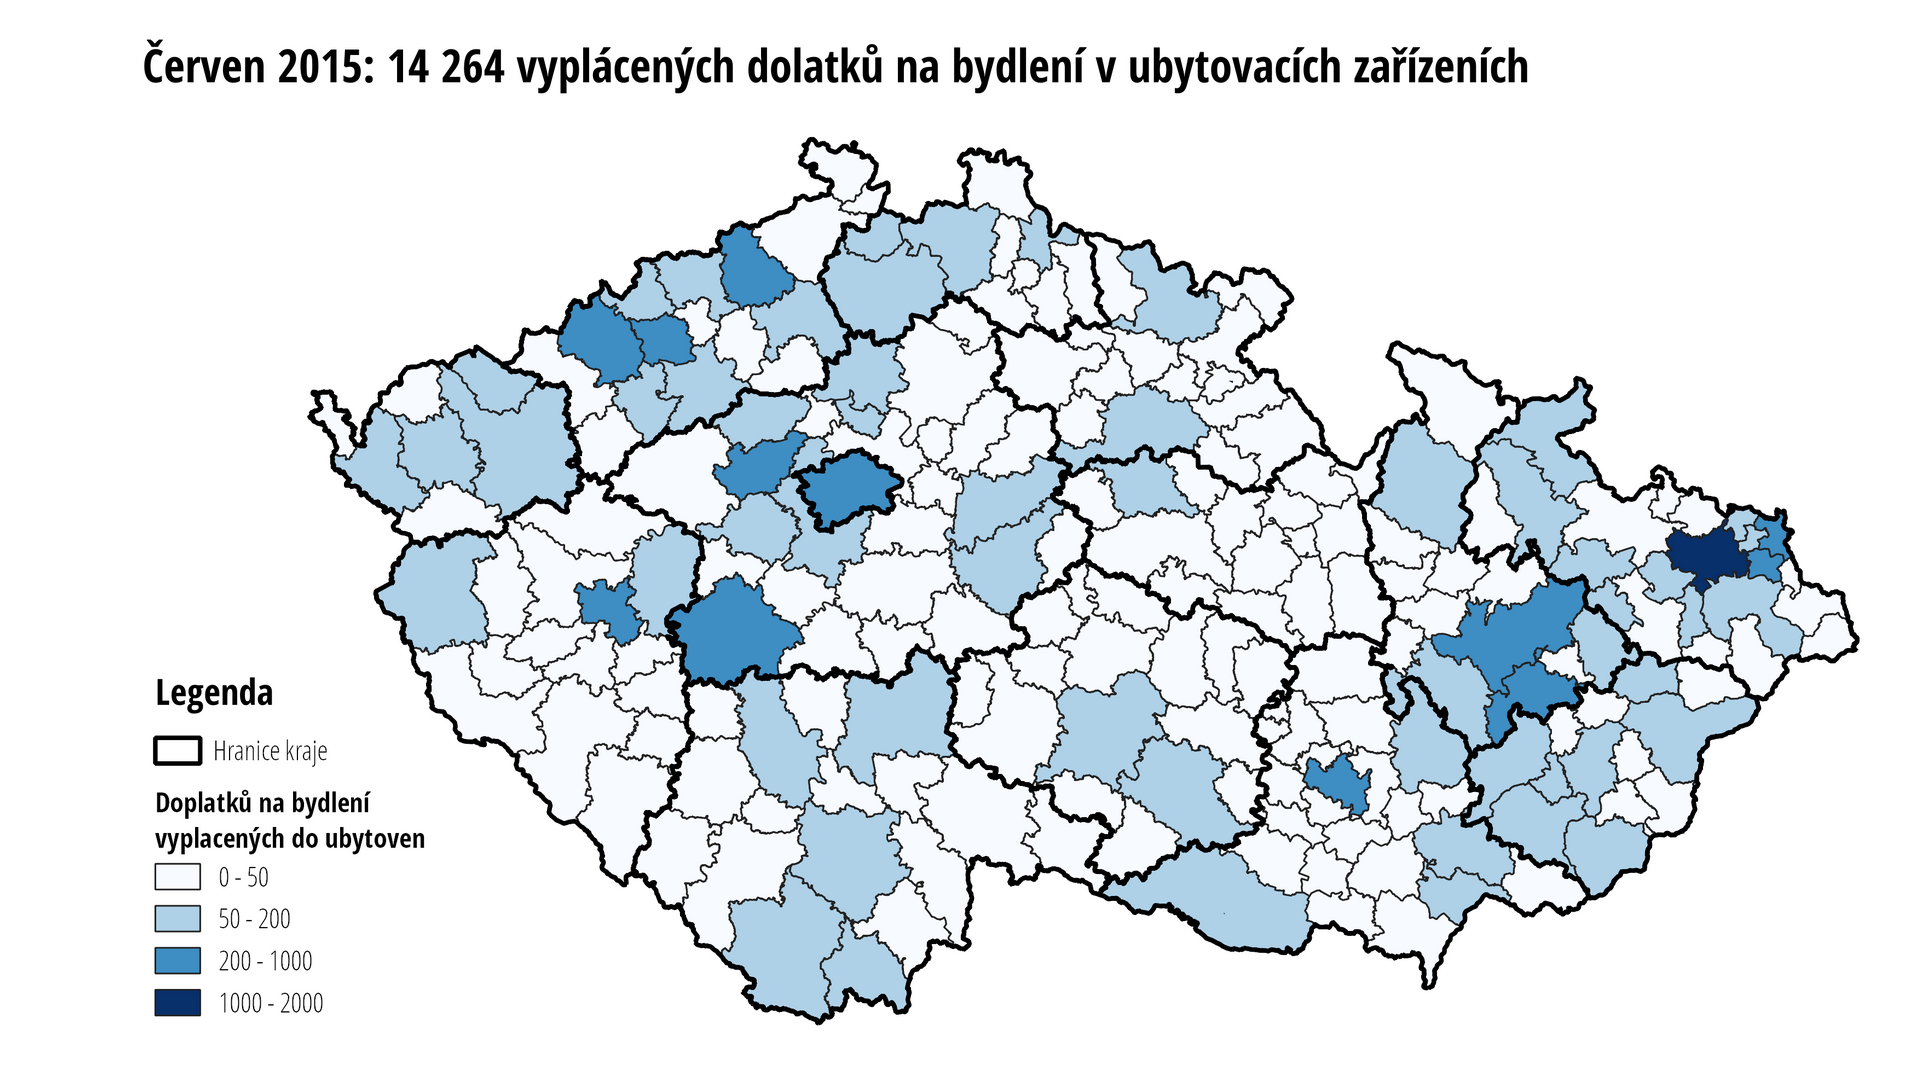 Červen 2015: 14 264 vyplácených dolatků na bydlení v ubytovacích zařízeních
Legenda
Hranice kraje
Doplatků na bydlení
vyplacených do ubytoven
0 - 50
50 - 200
200 - 1000
1000 - 2000